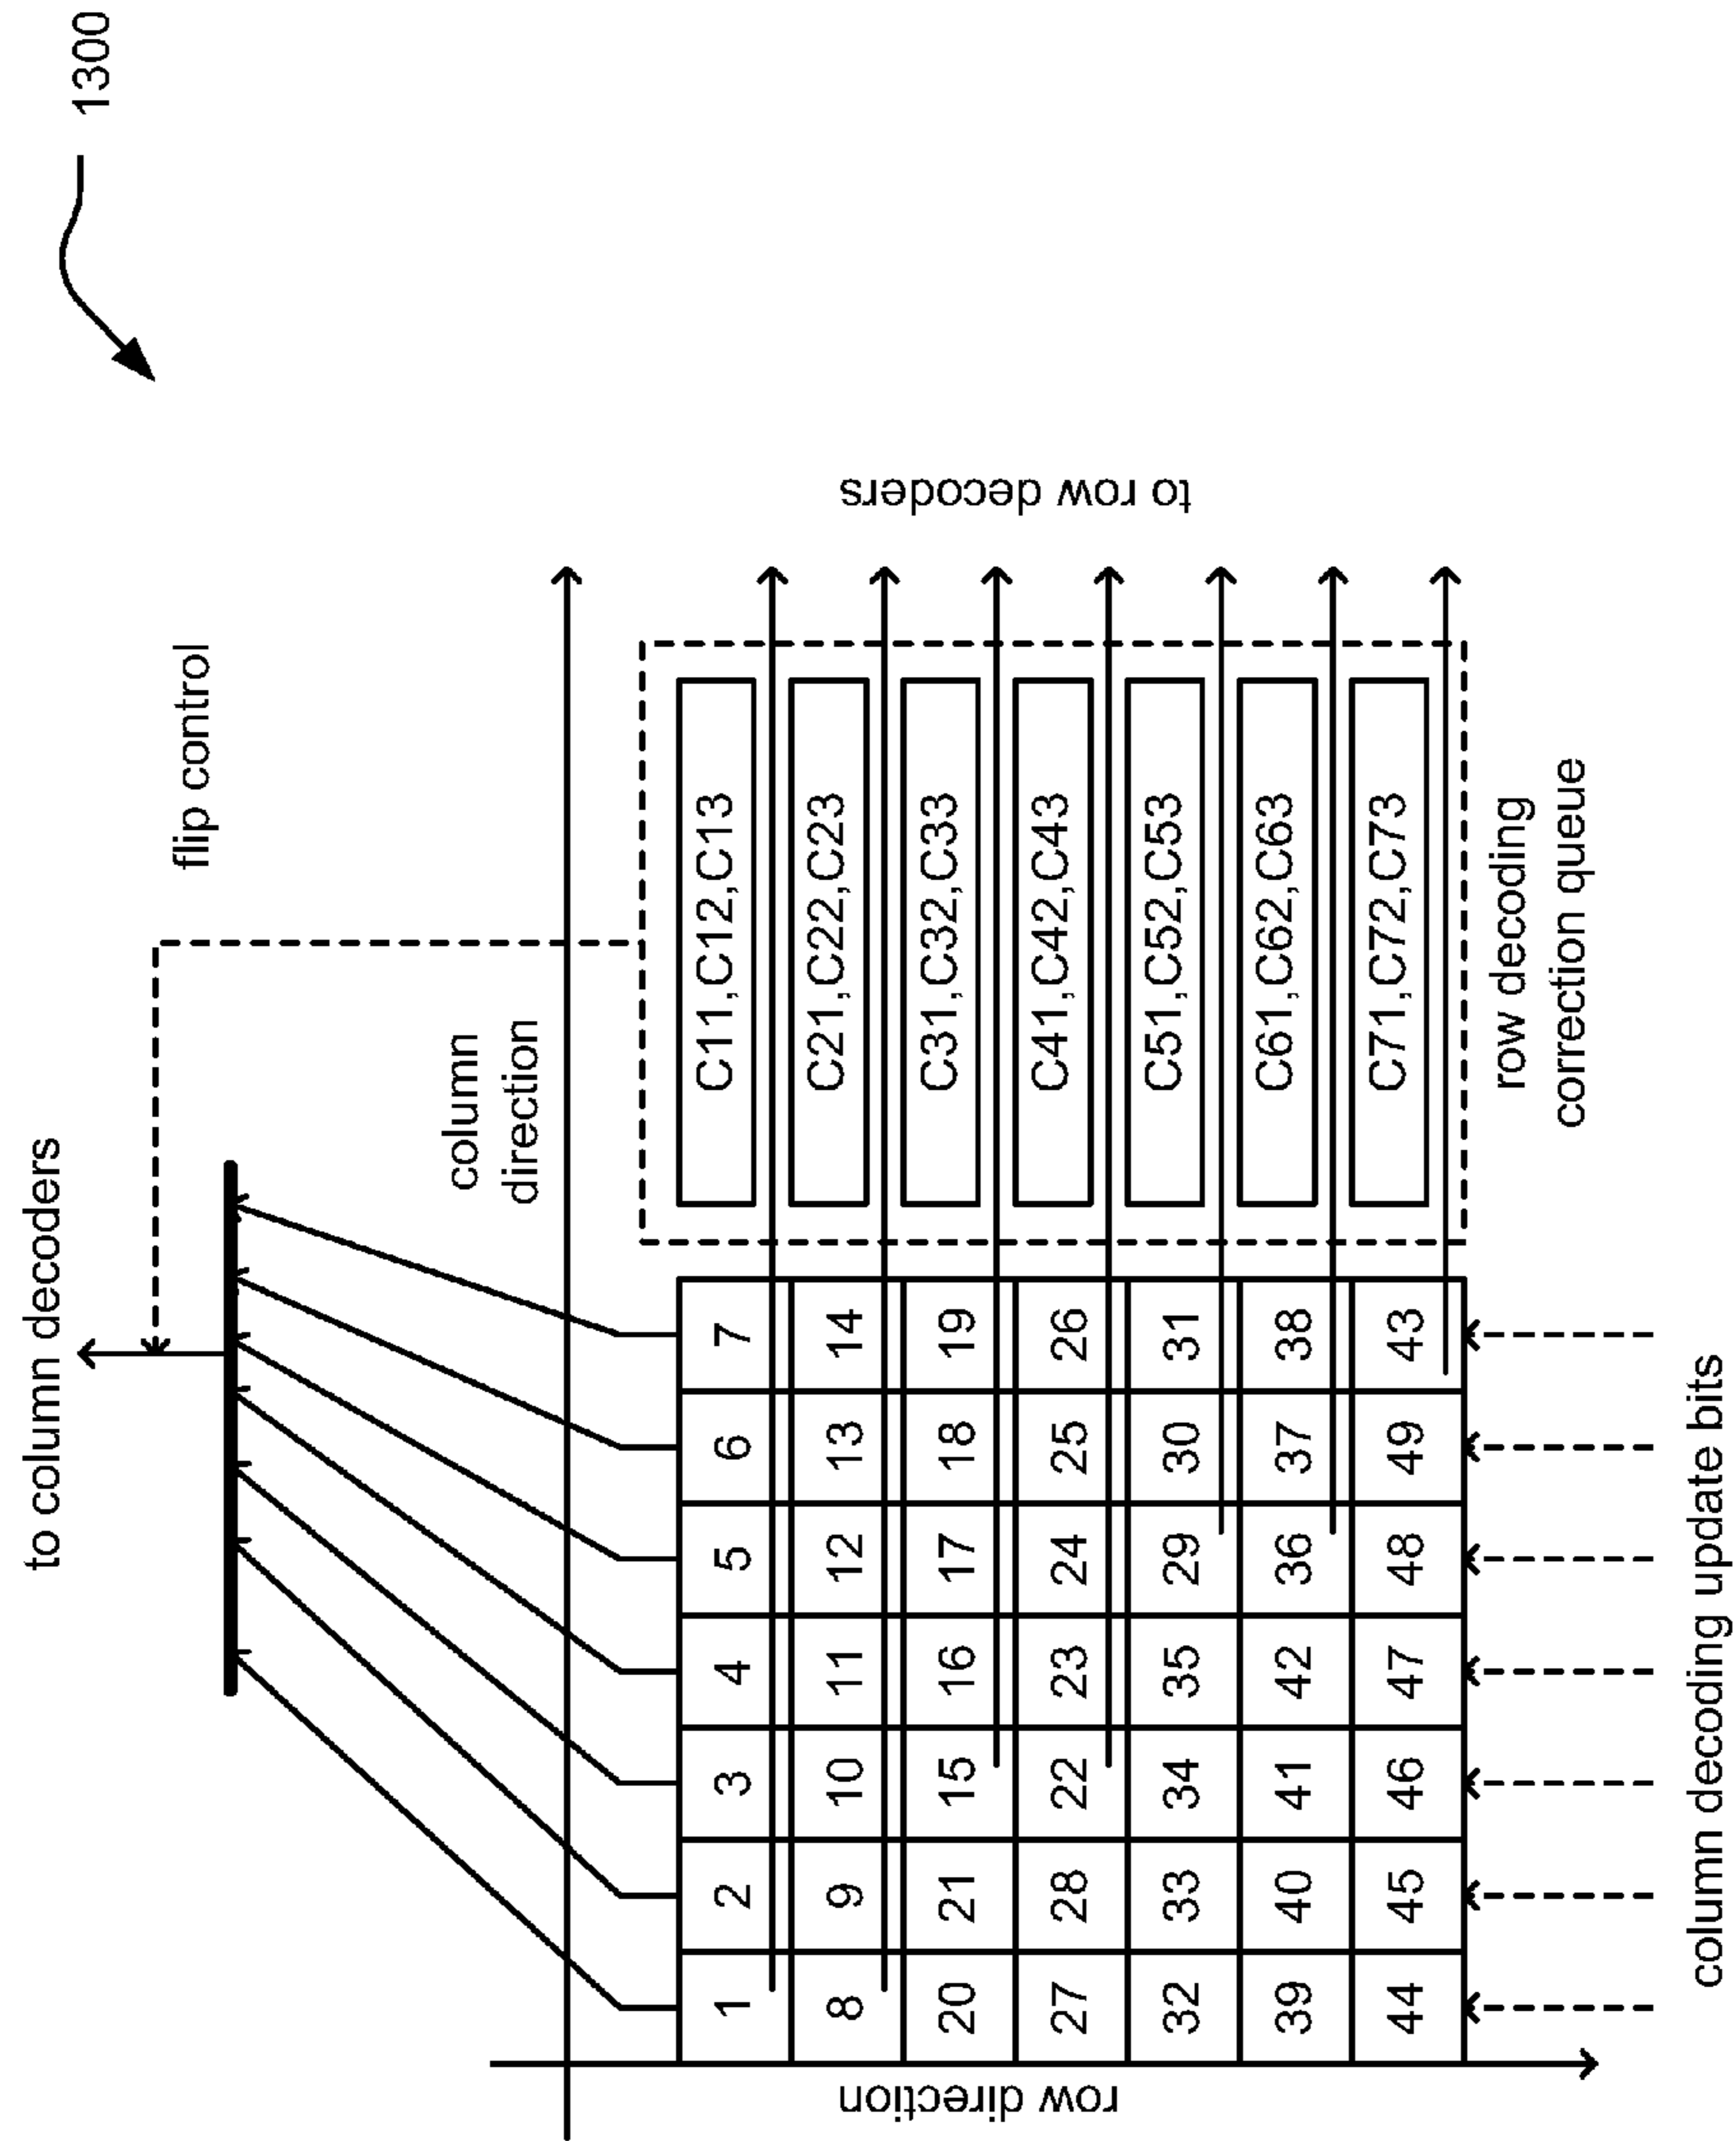 to column decoders
1300
flip control
column
direction
row direction
1 2 3 4 5 6 7 C11,C12,C13
8 9 10 11 12 13 14 C21,C22,C23
20 21 15 16 17 18 19 C31,C32,C33
27 28 22 23 24 25 26 C41,C42,C43
32 33 34 35 29 30 31 C51,C52,C53
39 40 41 42 36 37 38 C61,C62,C63
44 45 46 47 48 49 43 C71,C72,C73
to row decoders
row decoding
correction queue
column decoding update bits